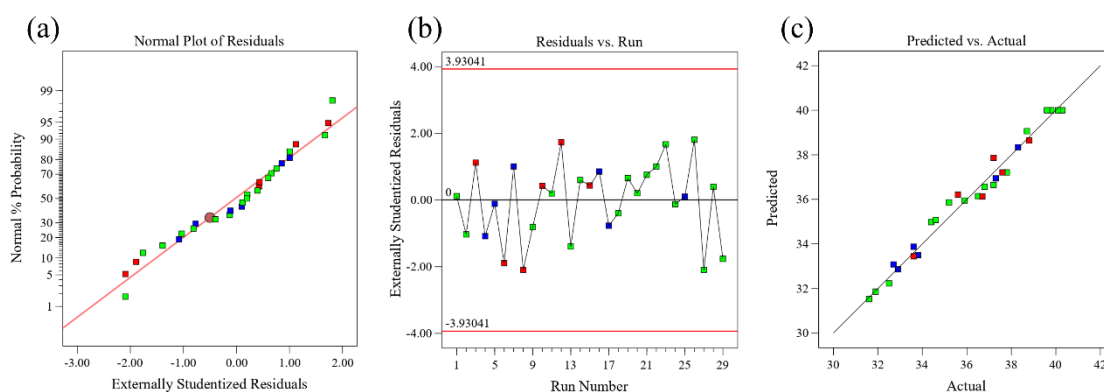 (a)
Normal Plot of Residuals
Normal % Probability
99
95
90
80
70
50
30
20
10
5
1
-3.00 -2.00 -1.00 0.00 1.00 2.00
Externally Studentized Residuals
(b)
Residuals vs. Run
Externally Studentized Residuals
4.00
2.00
0.00
-2.00
-4.00
3.93041
0
-3.93041
1 5 9 13 17 21 25 29
Run Number
(c)
Predicted vs. Actual
Predicted
42
40
38
36
34
32
30
30 32 34 36 38 40 42
Actual